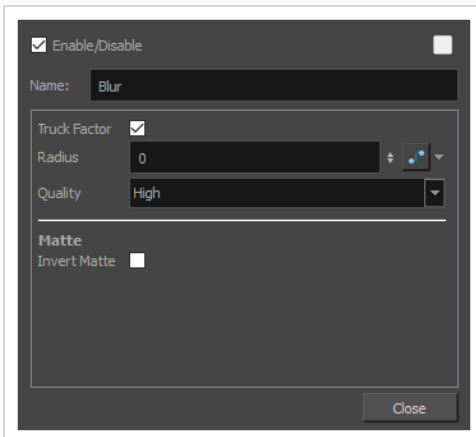 Enable/Disable
Name: Blur
Truck Factor
Radius 0
Quality High
Matte
Invert Matte
Close